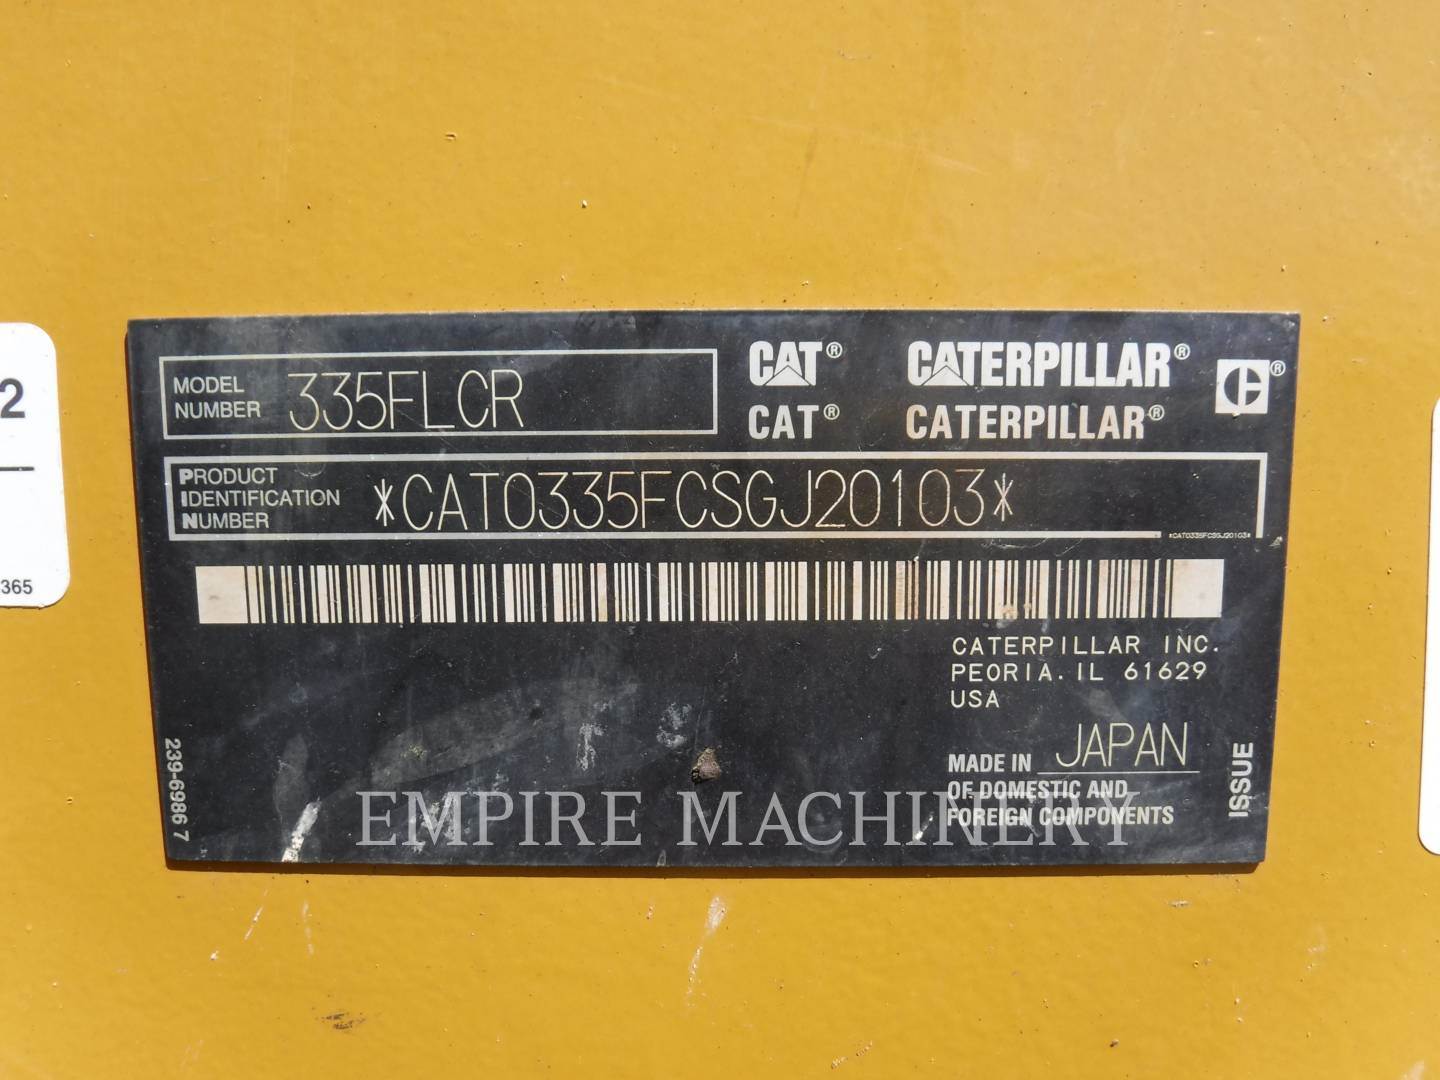 MODEL NUMBER 335FLCR
CAT® CATERPILLAR®
CAT® CATERPILLAR®
PRODUCT
IDENTIFICATION
NUMBER
*CAT0335FCSGJ20103*
*CAT0335FCSGJ20103*
CATERPILLAR INC.
PEORIA. IL 61629
USA
MADE IN JAPAN
OF DOMESTIC AND
FOREIGN COMPONENTS
ISSUE
239-6986 7
EMPIRE MACHINERY
2
365